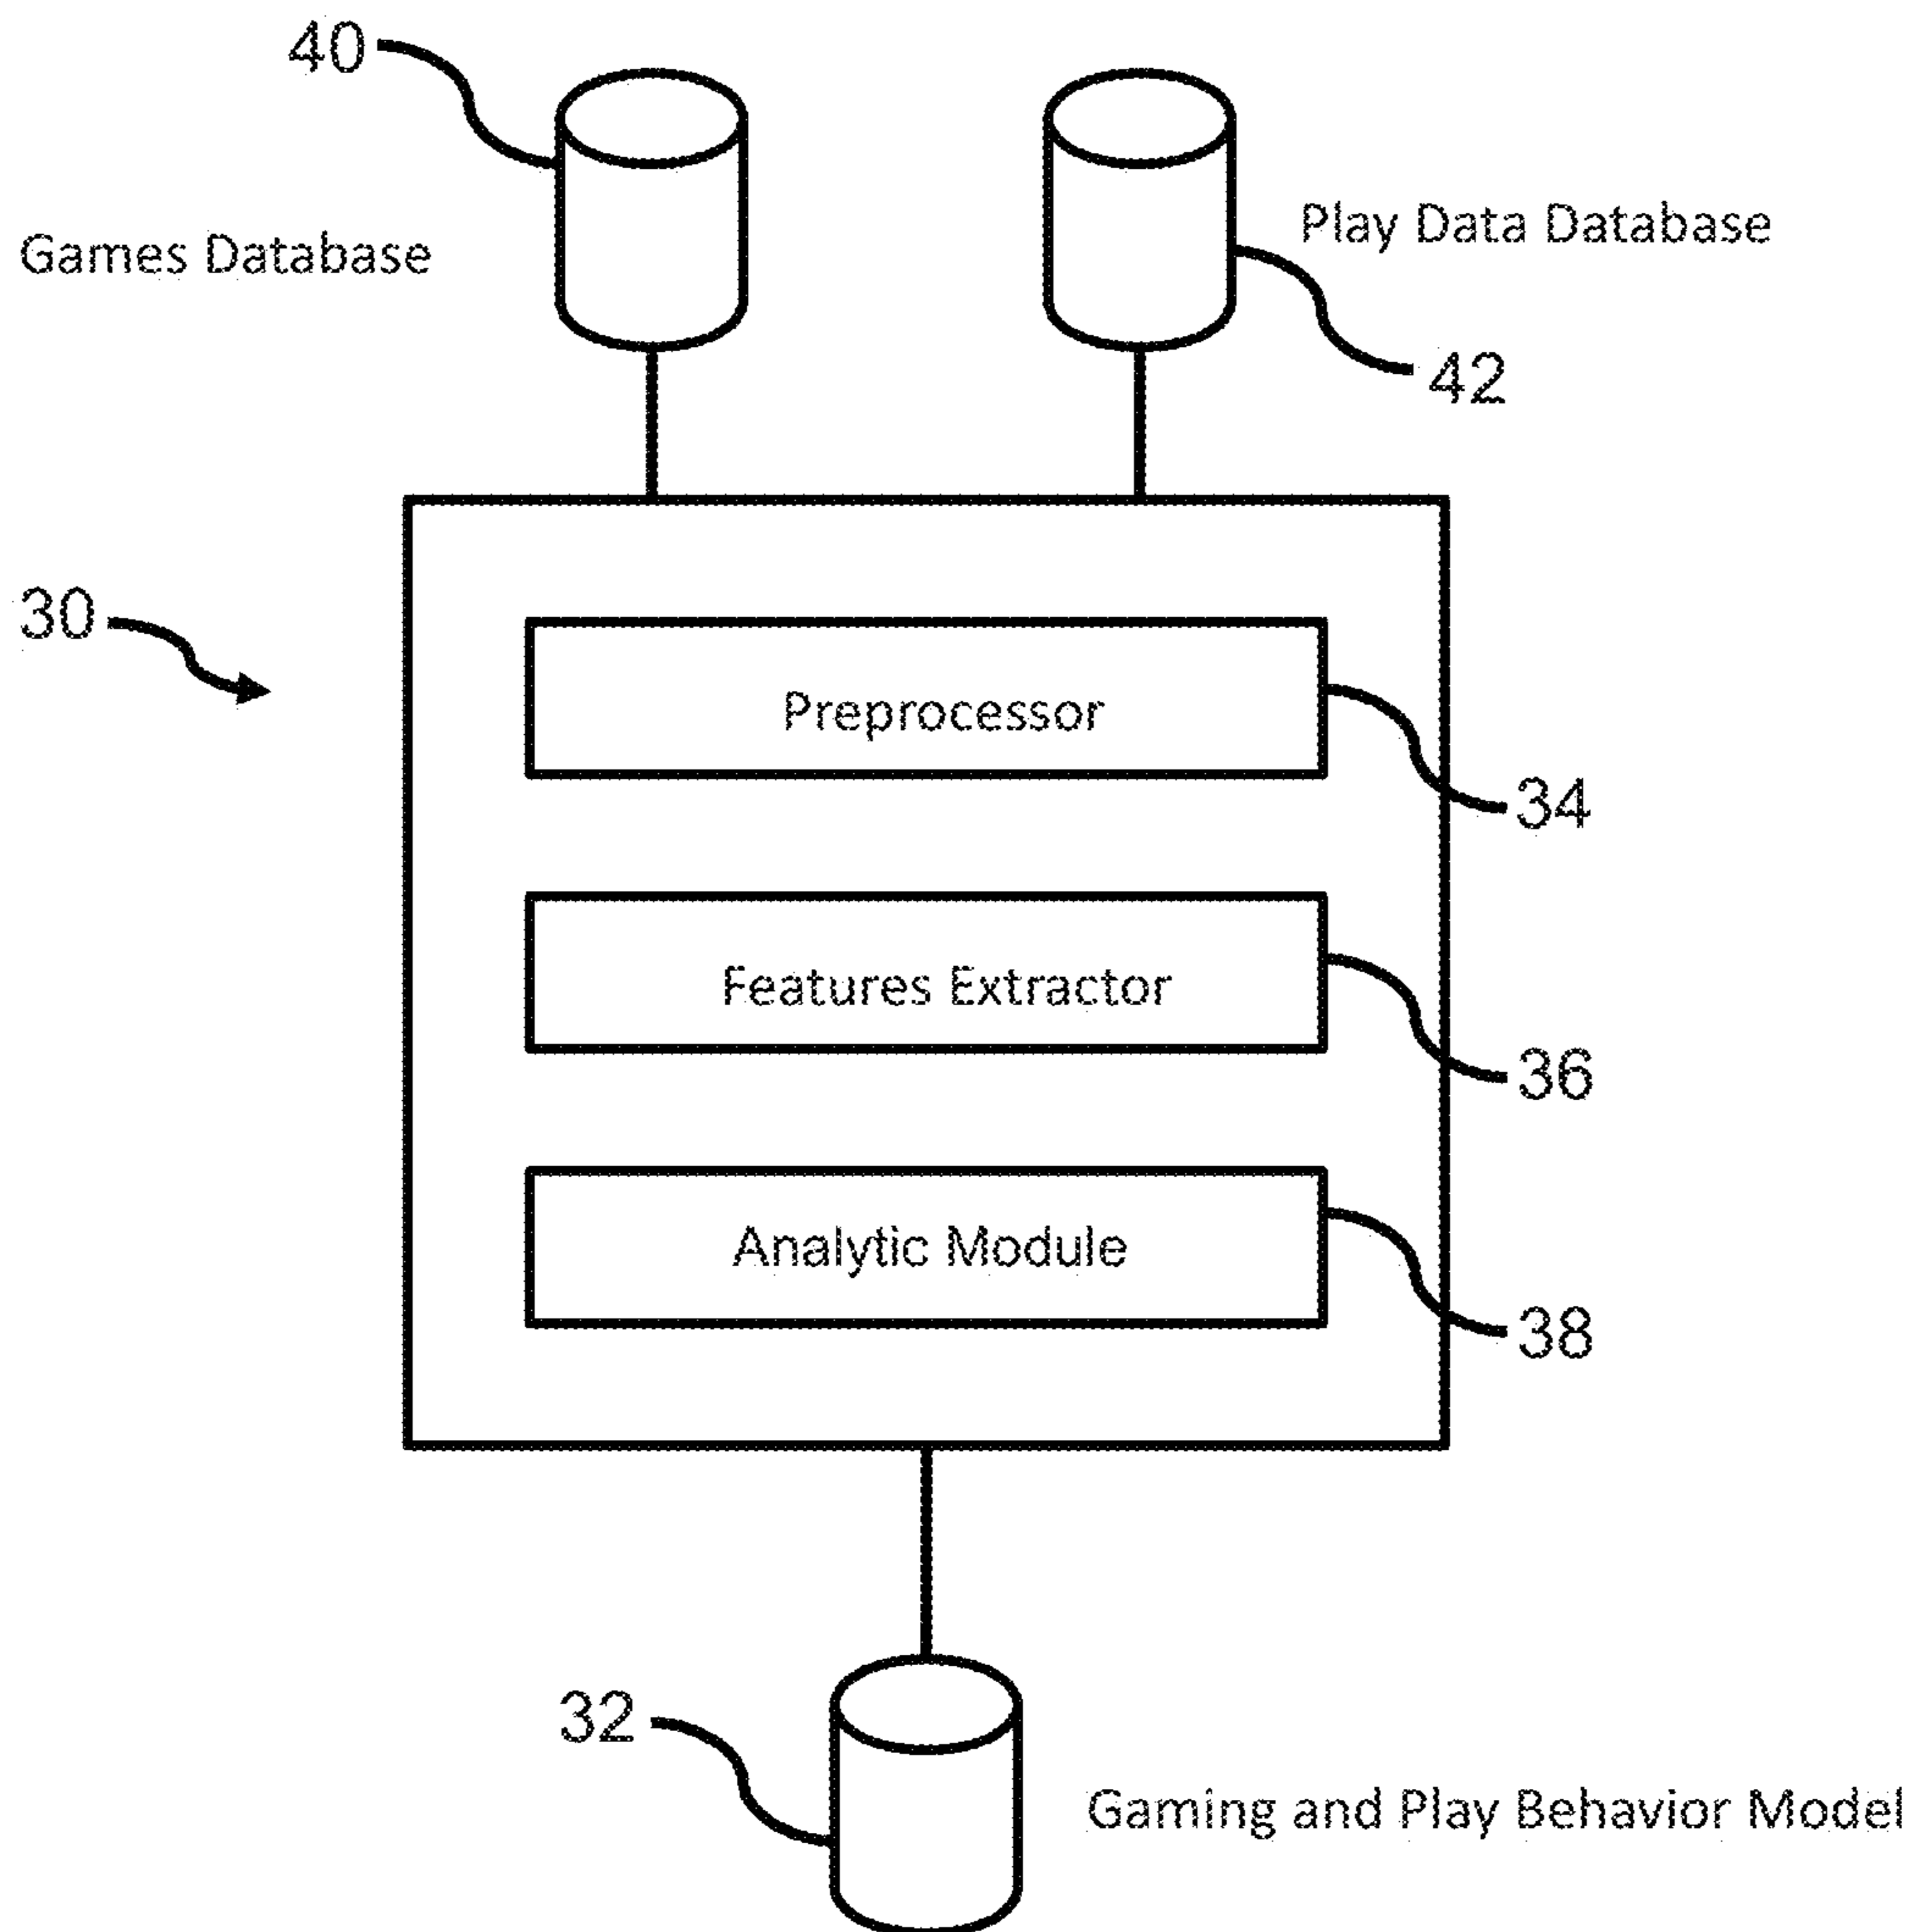 40
Games Database
Play Data Database
42
30
Preprocessor
34
Features Extractor
36
Analytic Module
38
32
Gaming and Play Behavior Model